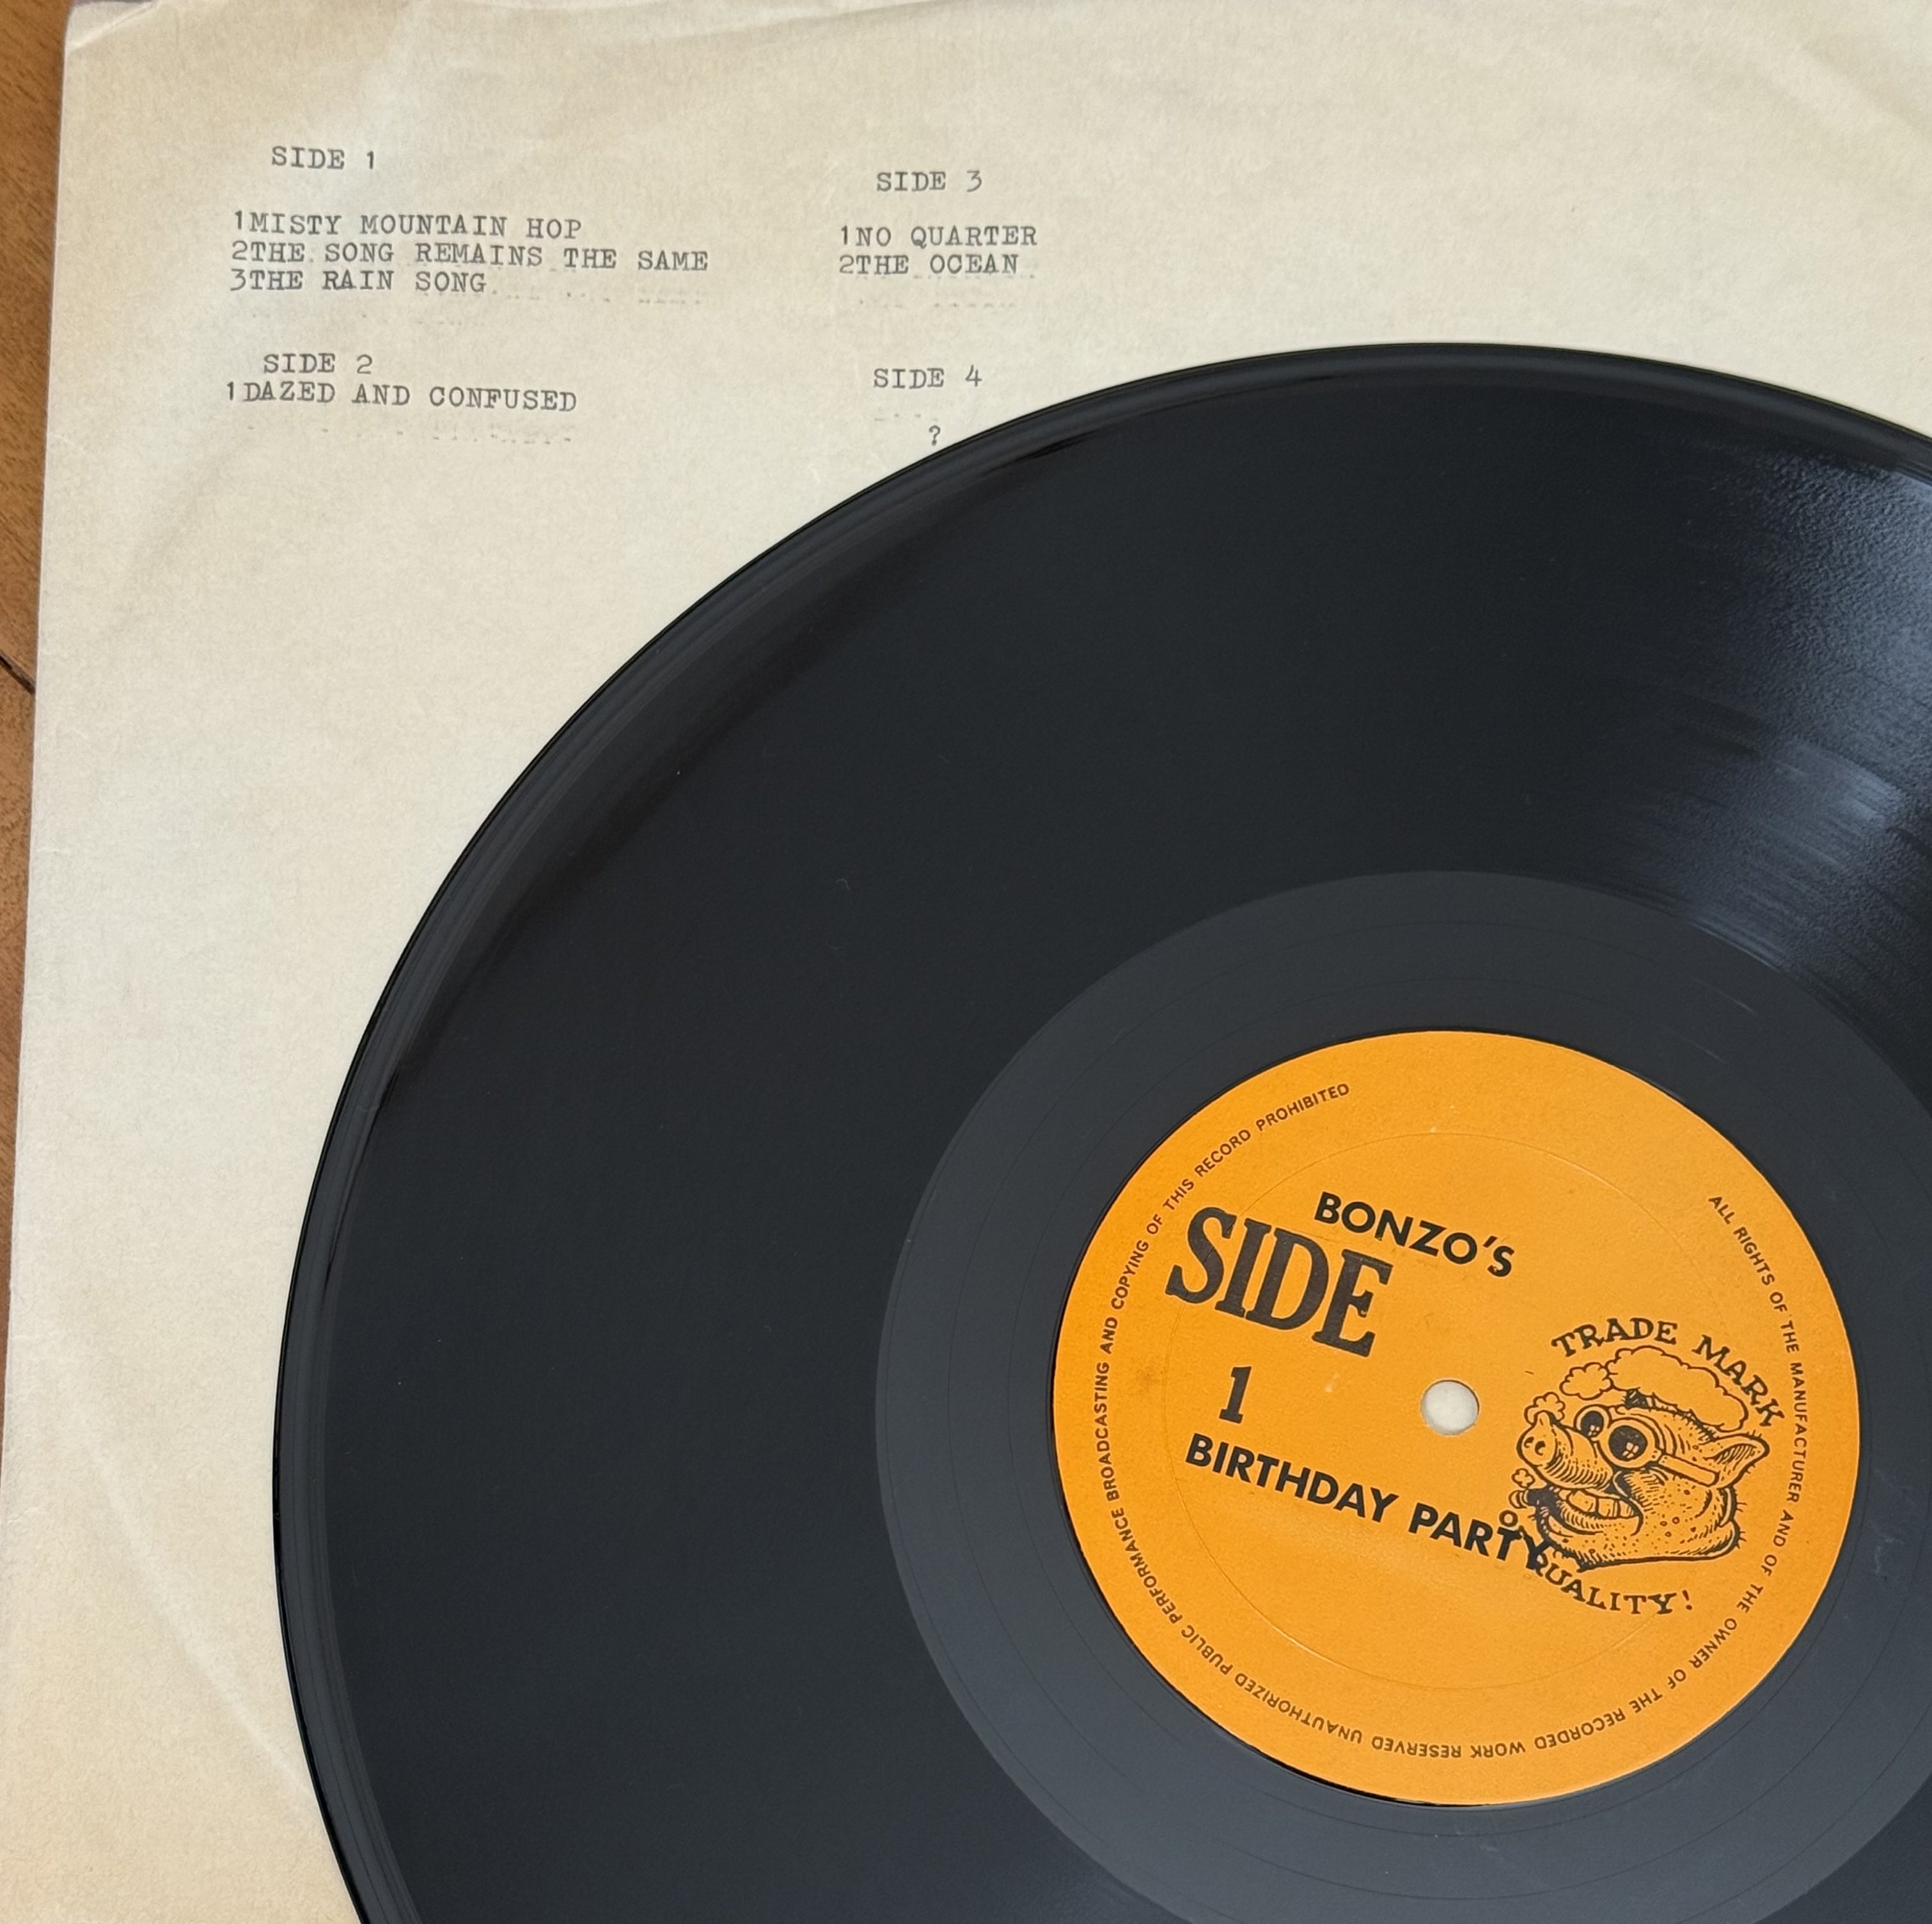 SIDE 1
1MISTY MOUNTAIN HOP
2THE SONG REMAINS THE SAME
3THE RAIN SONG
SIDE 2
1DAZED AND CONFUSED
SIDE 3
1NO QUARTER
2THE OCEAN
SIDE 4
?
BONZO'S
SIDE
1
BIRTHDAY PARTY
TRADE MARK
OF QUALITY!
ALL RIGHTS OF THE MANUFACTURER AND OF THE OWNER OF THE RECORDED WORK RESERVED UNAUTHORIZED PUBLIC PERFORMANCE BROADCASTING AND COPYING OF THIS RECORD PROHIBITED